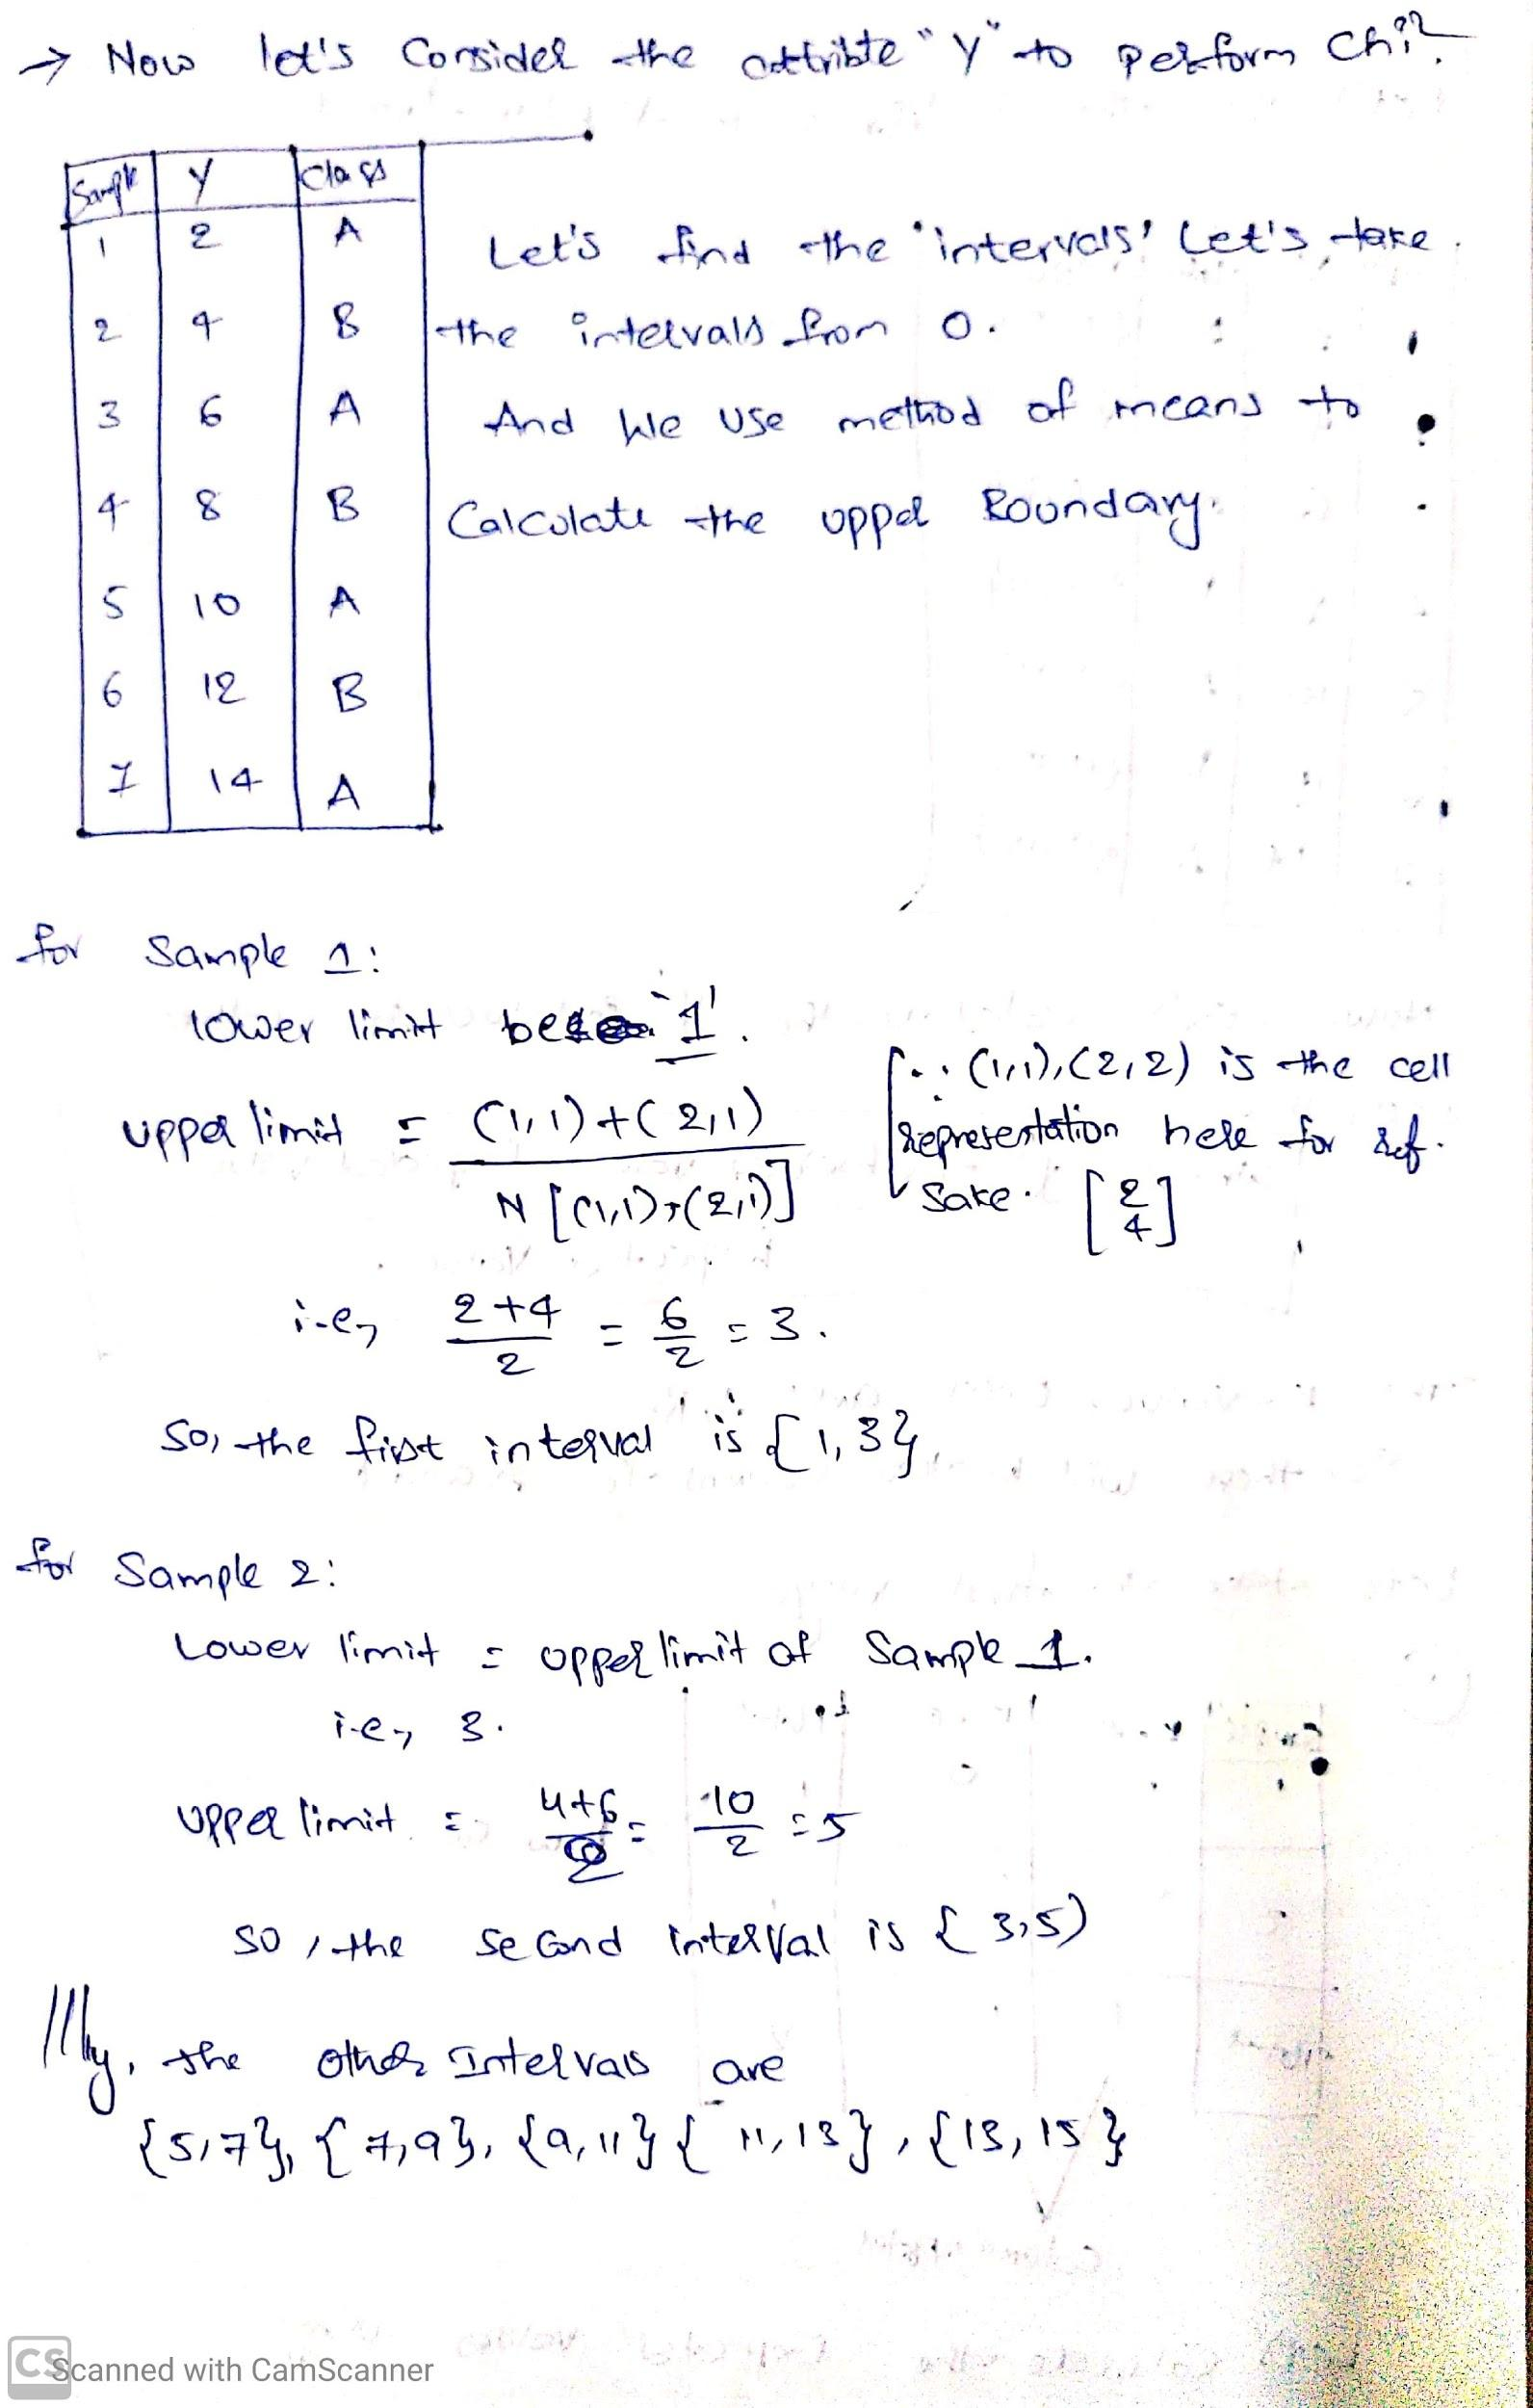 → Now let's Consider the attribte "Y" to perform Chi².
Sample Y Class
1 2 A
2 4 B
3 6 A
4 8 B
5 10 A
6 12 B
7 14 A
Let's find the 'intervals' Let's take
the intervals from 0.
And We use method of means to
Calculate the upper Boundary.
for Sample 1:
lower limit be '1'.
upper limit = (1,1)+(2,1)
N [(1,1)+(2,1)]
[∵ (1,1),(2,2) is the cell
representation here for ref.
sake. [2 4]
i.e, 2+4 / 2 = 6/2 = 3.
So, the first interval is {1,3}
for Sample 2:
Lower limit = upper limit of Sample 1.
i.e, 3.
upper limit = 4+6 / 2 = 10/2 = 5
So, the second interval is {3,5)
|||ly, the other Intervals are
{5,7}, {7,9}, {9,11} {11,13}, {13,15}
CS Scanned with CamScanner